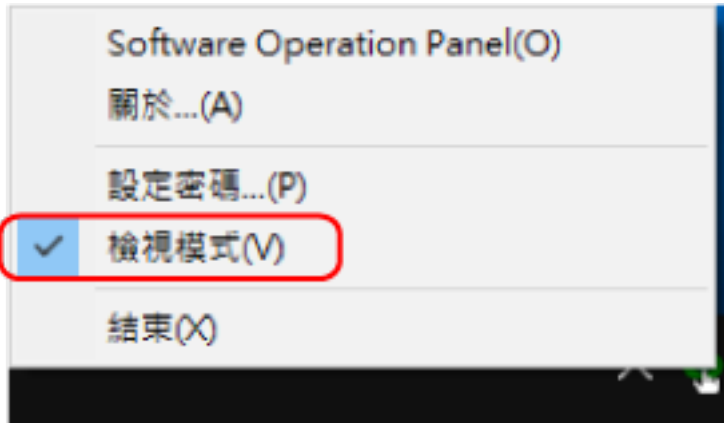 Software Operation Panel(O)
關於...(A)
設定密碼...(P)
檢視模式(V)
結束(X)